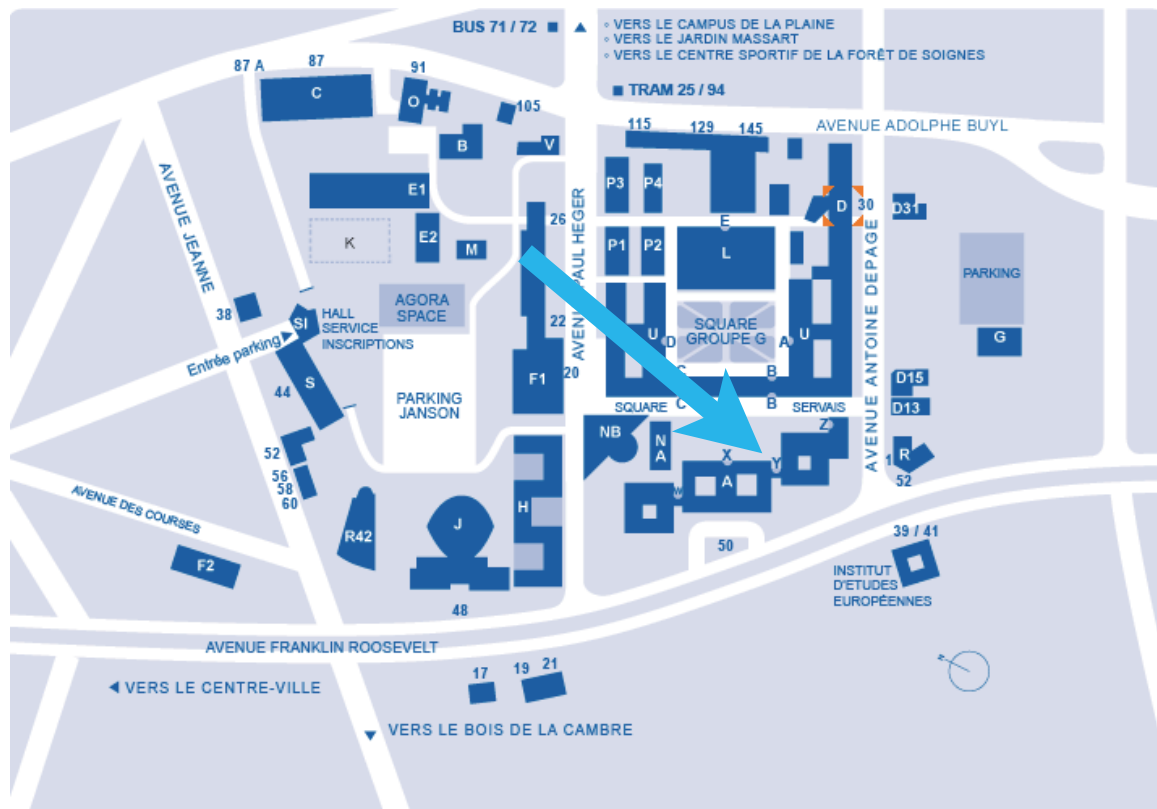 BUS 71 / 72
VERS LE CAMPUS DE LA PLAINE
VERS LE JARDIN MASSART
VERS LE CENTRE SPORTIF DE LA FORÊT DE SOIGNES
87 A
87
91
C
O
105
TRAM 25 / 94
115
129
145
AVENUE ADOLPHE BUYL
B
V
AVENUE JEANNE
E1
P3
P4
D
30
D31
26
E
K
E2
M
P1
P2
L
AVENUE PAUL HEGER
AVENUE ANTOINE DEPAGE
PARKING
AGORA
SPACE
38
SI
HALL
SERVICE
INSCRIPTIONS
22
U
D
SQUARE
GROUPE G
A
U
G
Entrée parking
44
S
PARKING
JANSON
F1
20
C
B
D15
SQUARE
C
B
SERVAIS
D13
Z
NB
N
A
52
56
58
60
X
Y
R
52
AVENUE DES COURSES
W
A
R42
J
H
50
39 / 41
F2
INSTITUT
D'ETUDES
EUROPÉENNES
48
AVENUE FRANKLIN ROOSEVELT
17
19
21
N
VERS LE CENTRE-VILLE
VERS LE BOIS DE LA CAMBRE